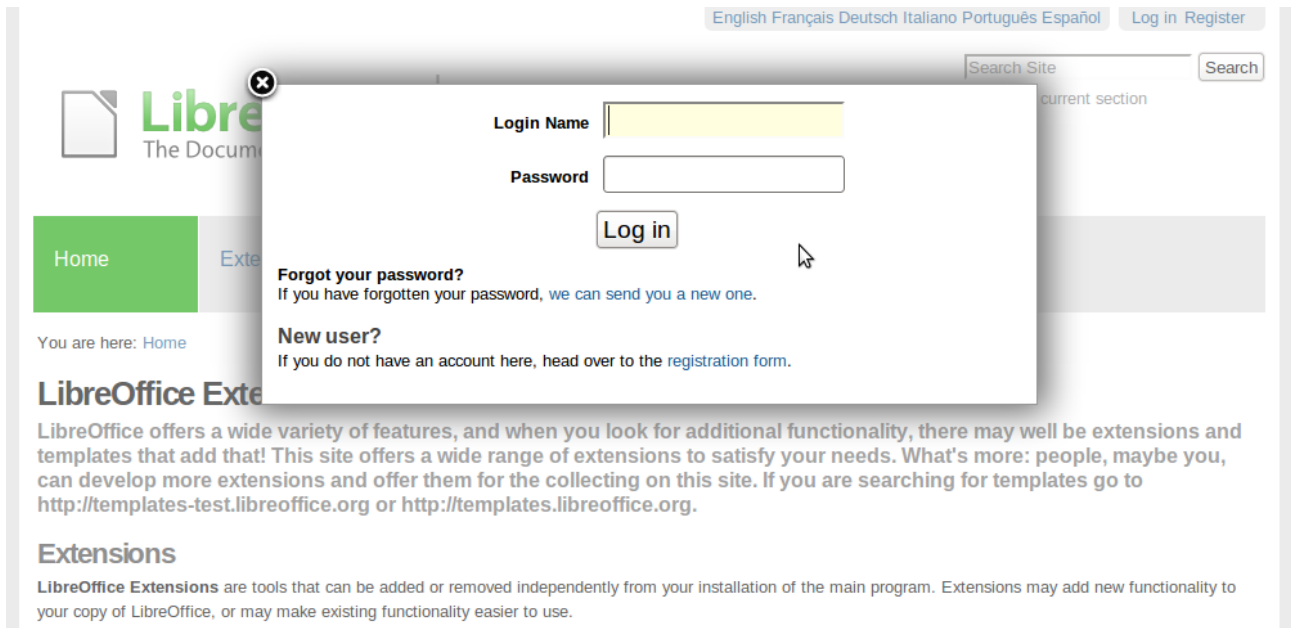 English Français Deutsch Italiano Português Español Log in Register
Search Site Search
current section
Libre
The Docum
Login Name
Password
Log in
Home Exte
Forgot your password?
If you have forgotten your password, we can send you a new one.
New user?
If you do not have an account here, head over to the registration form.
You are here: Home
LibreOffice Exte
LibreOffice offers a wide variety of features, and when you look for additional functionality, there may well be extensions and
templates that add that! This site offers a wide range of extensions to satisfy your needs. What's more: people, maybe you,
can develop more extensions and offer them for the collecting on this site. If you are searching for templates go to
http://templates-test.libreoffice.org or http://templates.libreoffice.org.
Extensions
LibreOffice Extensions are tools that can be added or removed independently from your installation of the main program. Extensions may add new functionality to
your copy of LibreOffice, or may make existing functionality easier to use.